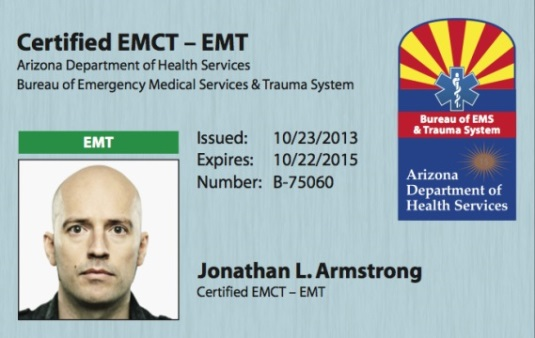 Certified EMCT – EMT
Arizona Department of Health Services
Bureau of Emergency Medical Services & Trauma System
EMT
Issued: 10/23/2013
Expires: 10/22/2015
Number: B-75060
Jonathan L. Armstrong
Certified EMCT – EMT
Bureau of EMS
& Trauma System
Arizona
Department of
Health Services